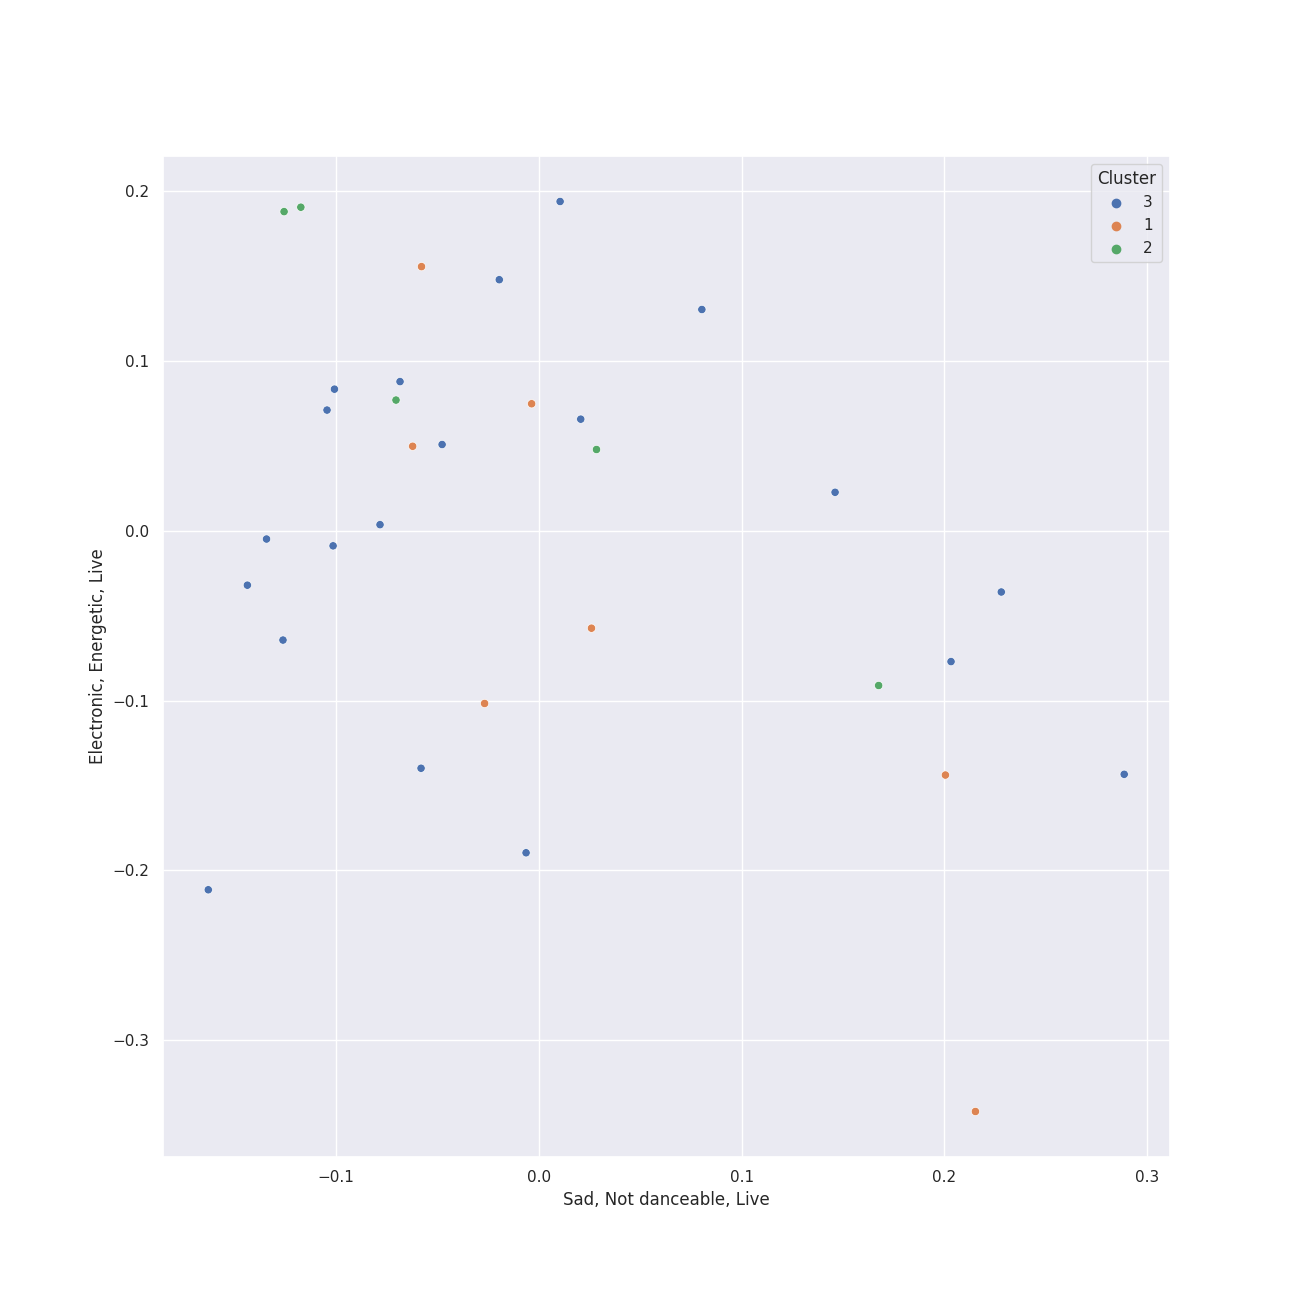 Cluster
3
1
2
0.2
0.1
0.0
−0.1
−0.2
−0.3
Electronic, Energetic, Live
−0.1 0.0 0.1 0.2 0.3
Sad, Not danceable, Live